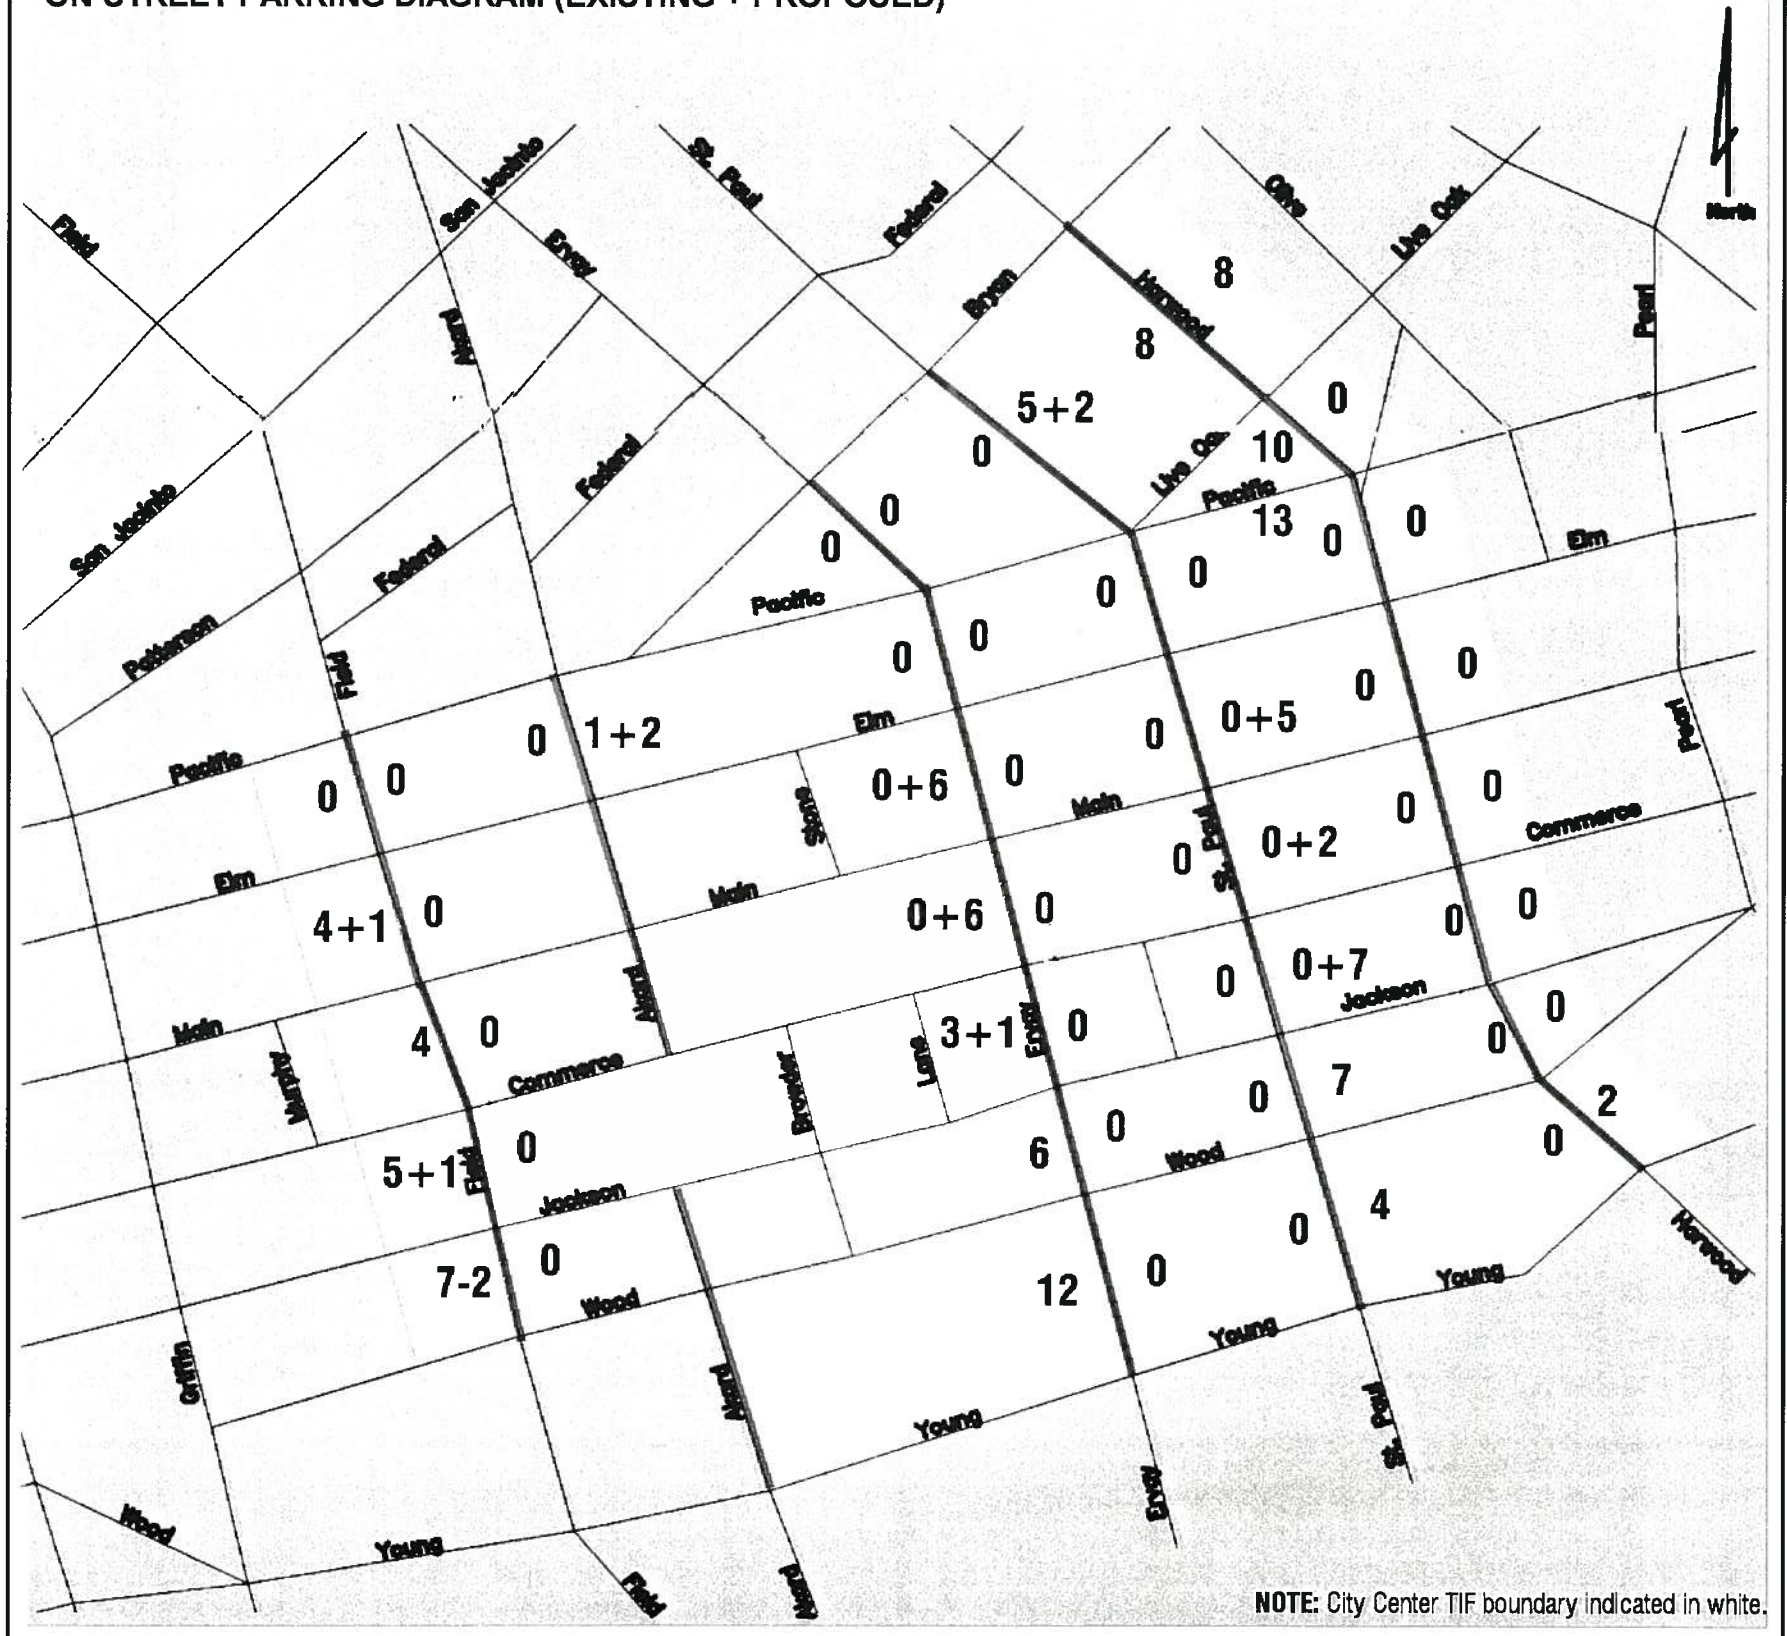 ON STREET PARKING DIAGRAM (EXISTING + PROPOSED)
North
St. Paul
San Jacinto
Olive
Live Oak
Federal
Field
Ervay
8
Bryan
Harwood
Pearl
Akard
8
0
5+2
10
0
Live Oak
Federal
Pacific
San Jacinto
0
13
0
0
Elm
0
Federal
0
0
Pacific
0
Patterson
0
0
Field
0
0
0+5
0
1+2
Elm
0
Pearl
Pacific
0
0
0+6
0
0
0
Stone
Main
St. Paul
Commerce
0+2
0
Elm
Main
0
0
0
0
4+1
0+6
0
0+7
Akard
0
Jackson
0
Main
4
0
3+1
Ervay
0
0
Murphy
Commerce
Browder
Lane
7
0
2
5+1
Field
0
6
0
Wood
0
Jackson
4
0
7-2
0
12
0
Young
Harwood
Wood
Young
Griffin
Akard
Young
St. Paul
Ervay
Wood
Young
Field
Akard
NOTE: City Center TIF boundary indicated in white.